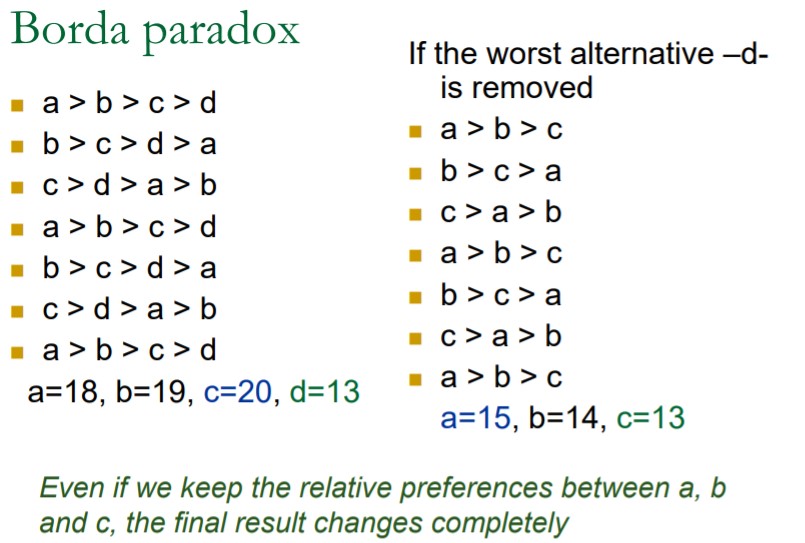 Borda paradox
a > b > c > d
b > c > d > a
c > d > a > b
a > b > c > d
b > c > d > a
c > d > a > b
a > b > c > d
a=18, b=19, c=20, d=13
If the worst alternative –d-
is removed
a > b > c
b > c > a
c > a > b
a > b > c
b > c > a
c > a > b
a > b > c
a=15, b=14, c=13
Even if we keep the relative preferences between a, b
and c, the final result changes completely